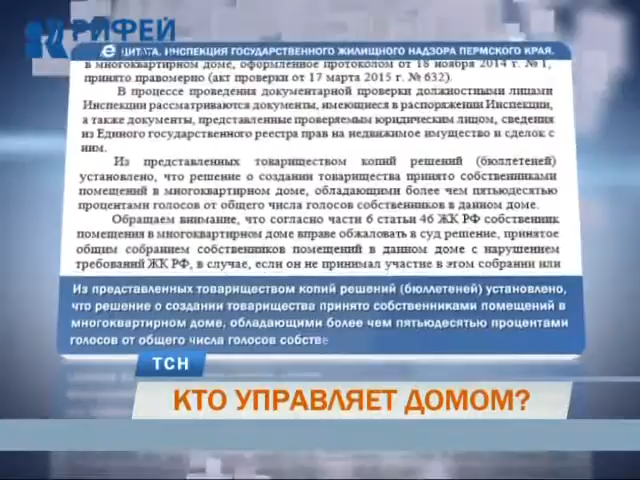 РИФЕЙ
ЦИТАТА. ИНСПЕКЦИЯ ГОСУДАРСТВЕННОГО ЖИЛИЩНОГО НАДЗОРА ПЕРМСКОГО КРАЯ.
в многоквартирном доме, оформленное протоколом от 18 ноября 2014 г. №1,
принято правомерно (акт проверки от 17 марта 2015 г. № 632).
В процессе проведения документарной проверки должностными лицами
Инспекции рассматриваются документы, имеющиеся в распоряжении Инспекции,
а также документы, представленные проверяемым юридическим лицом, сведения
из Единого государственного реестра прав на недвижимое имущество и сделок с
ним.
Из представленных товариществом копий решений (бюллетеней)
установлено, что решение о создании товарищества принято собственниками
помещений в многоквартирном доме, обладающими более чем пятьюдесятью
процентами голосов от общего числа голосов собственников в данном доме.
Обращаем внимание, что согласно части 6 статьи 46 ЖК РФ собственник
помещения в многоквартирном доме вправе обжаловать в суд решение, принятое
общим собранием собственников помещений в данном доме с нарушением
требований ЖК РФ, в случае, если он не принимал участие в этом собрании или
Из представленных товариществом копий решений (бюллетеней) установлено,
что решение о создании товарищества принято собственниками помещений в
многоквартирном доме, обладающими более чем пятьюдесятью процентами
голосов от общего числа голосов собстве
ТСН
КТО УПРАВЛЯЕТ ДОМОМ?